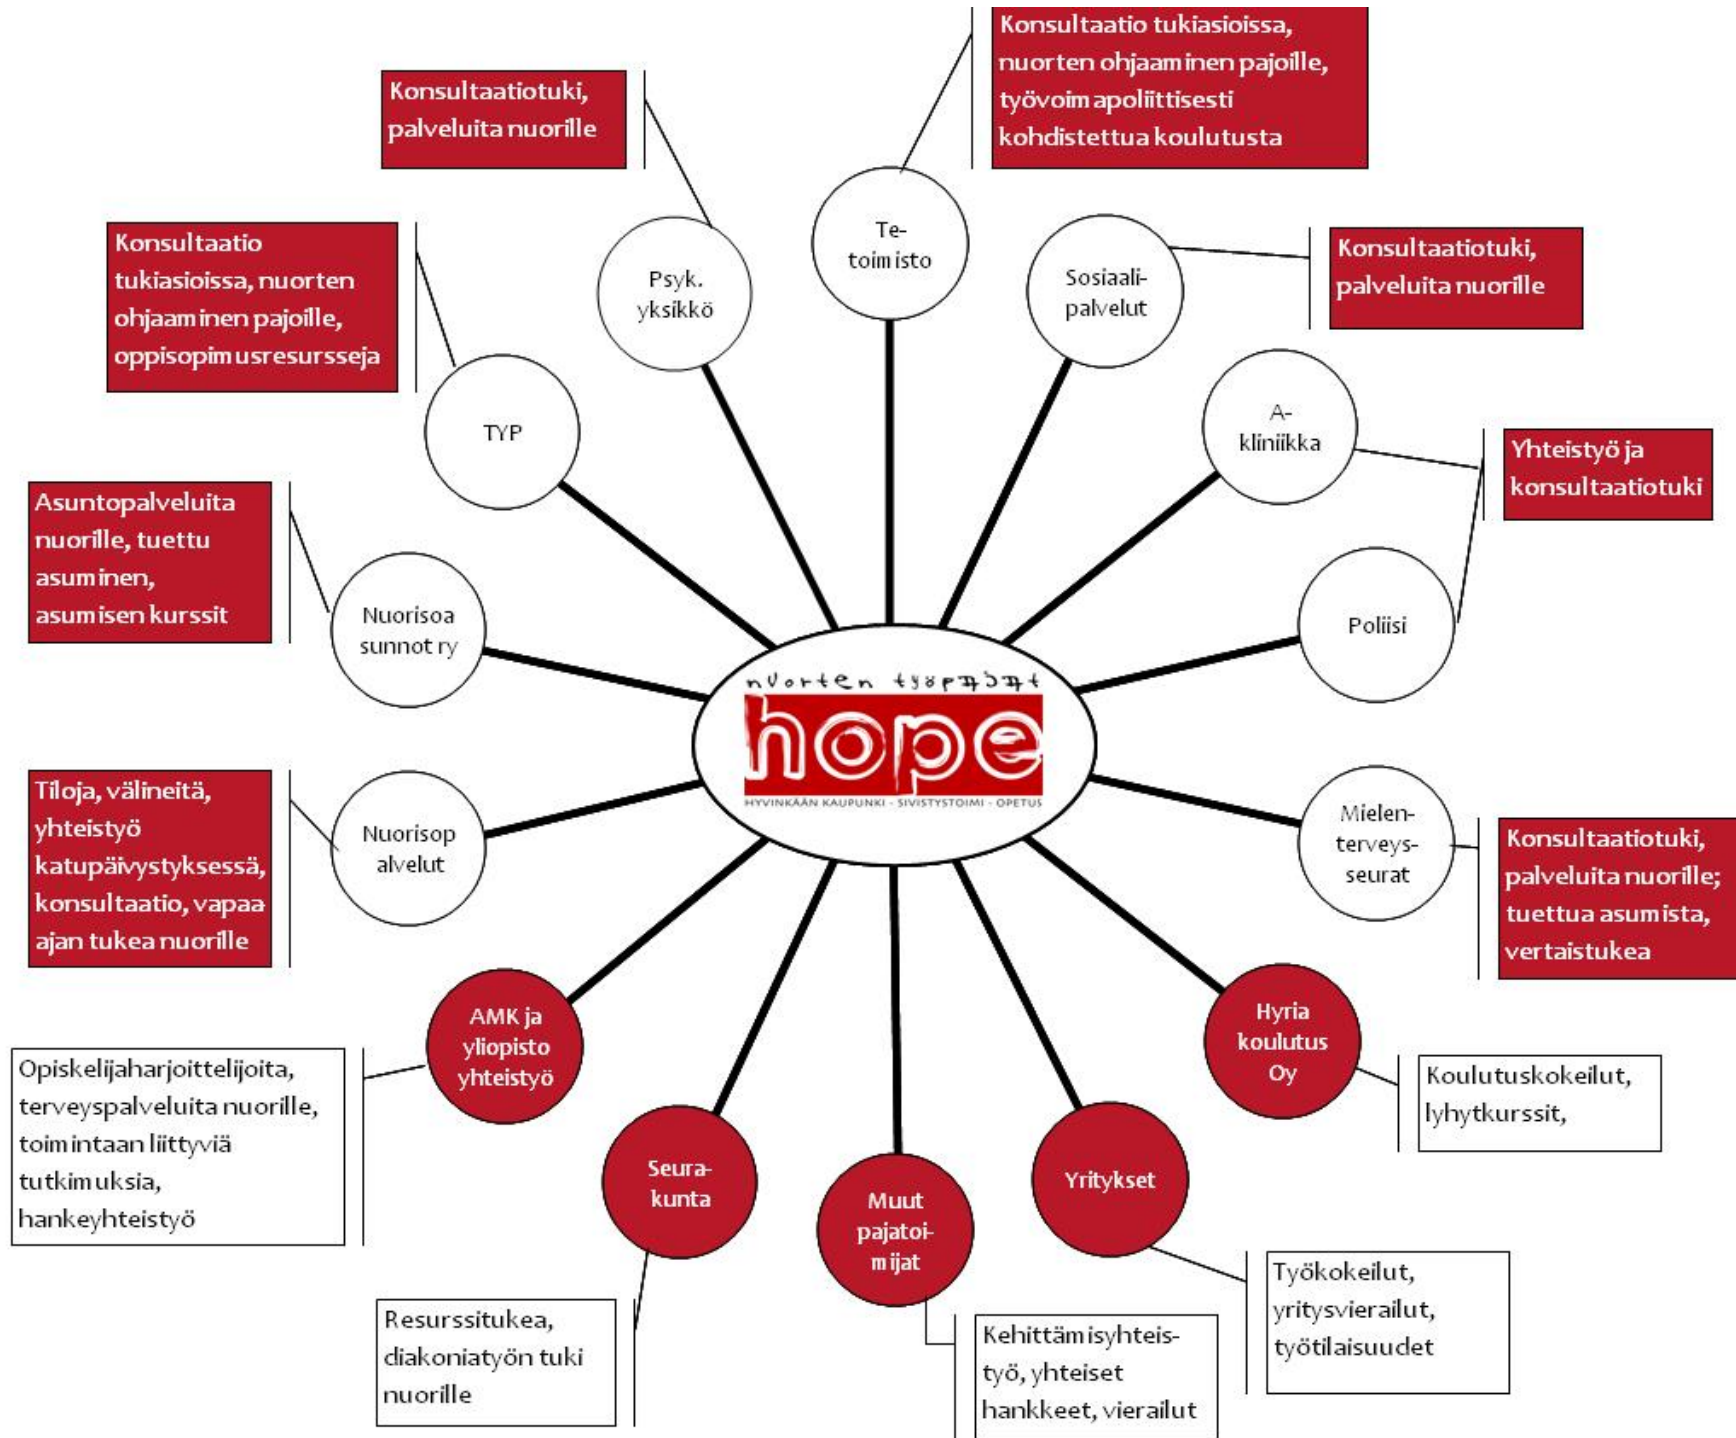 Konsultaatio tukiasioissa,
nuorten ohjaaminen pajoille,
työvoimapoliittisesti
kohdistettua koulutusta
Konsultaatiotuki,
palveluita nuorille
Te-
toimisto
Psyk.
yksikkö
Sosiaali-
palvelut
Konsultaatiotuki,
palveluita nuorille
Konsultaatio
tukiasioissa, nuorten
ohjaaminen pajoille,
oppisopimusresursseja
TYP
A-
kliniikka
Yhteistyö ja
konsultaatiotuki
Asuntopalveluita
nuorille, tuettu
asuminen,
asumisen kurssit
Nuorisoa
sunnot ry
Poliisi
nuorten työpajat
hope
HYVINKÄÄN KAUPUNKI - SIVISTYSTOIMI - OPETUS
Tiloja, välineitä,
yhteistyö
katupäivystyksessä,
konsultaatio, vapaa-
ajan tukea nuorille
Nuorisop
alvelut
Mielen-
terveys-
seurat
Konsultaatiotuki,
palveluita nuorille;
tuettua asumista,
vertaistukea
AMK ja
yliopisto
yhteistyö
Opiskelijaharjoittelijoita,
terveyspalveluita nuorille,
toimintaan liittyviä
tutkimuksia,
hankeyhteistyö
Hyria
koulutus
Oy
Koulutuskokeilut,
lyhytkurssit,
Seura-
kunta
Resurssitukea,
diakoniatyön tuki
nuorille
Muut
pajatoi-
mijat
Kehittämisyhteis-
työ, yhteiset
hankkeet, vierailut
Yritykset
Työkokeilut,
yritysvierailut,
työtilaisuudet